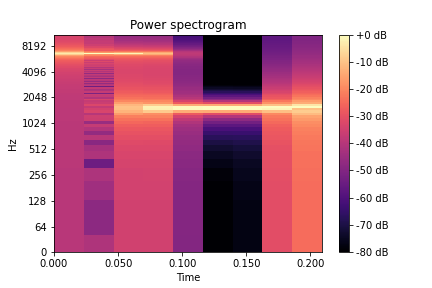 Power spectrogram
8192
4096
2048
1024
512
256
128
64
0
Hz
0.000 0.050 0.100 0.150 0.200
Time
+0 dB
-10 dB
-20 dB
-30 dB
-40 dB
-50 dB
-60 dB
-70 dB
-80 dB